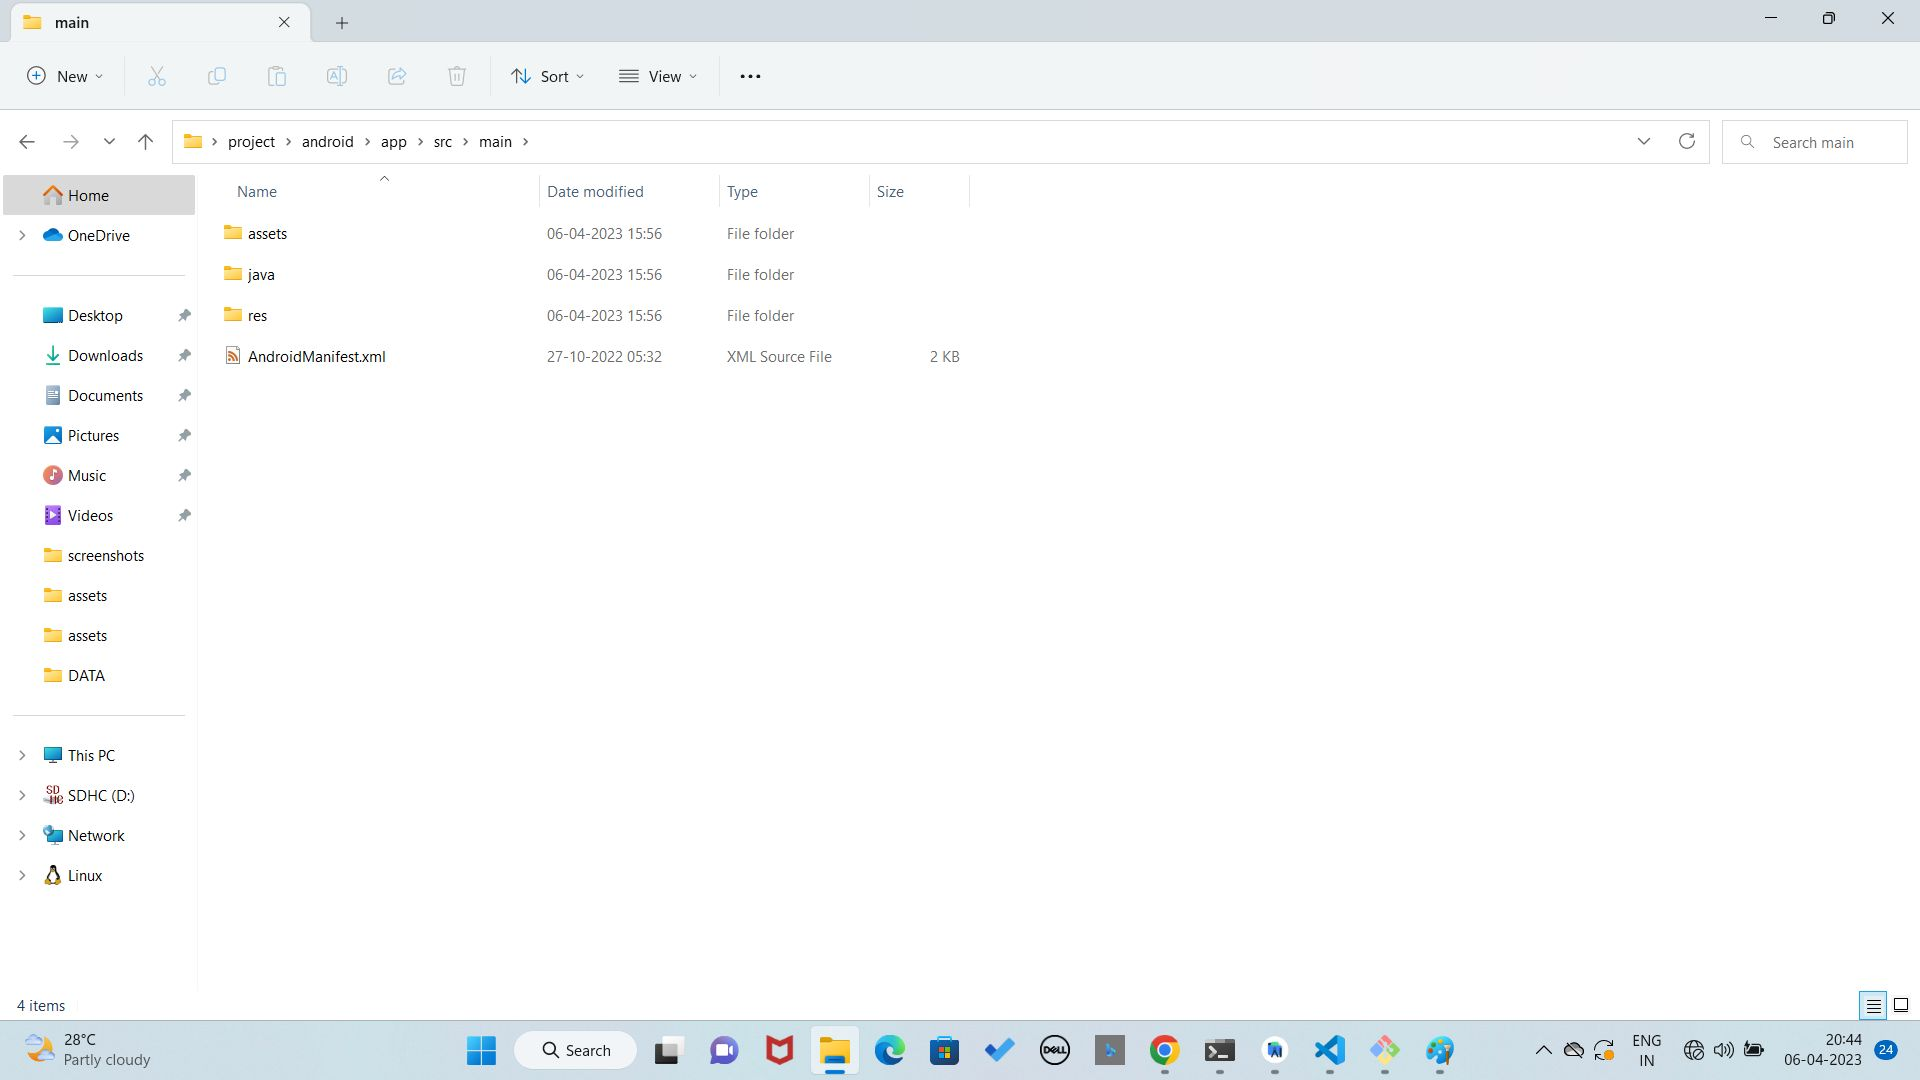 main
New
Sort
View
project > android > app > src > main >
Search main
Name Date modified Type Size
assets 06-04-2023 15:56 File folder
java 06-04-2023 15:56 File folder
res 06-04-2023 15:56 File folder
AndroidManifest.xml 27-10-2022 05:32 XML Source File 2 KB
Home
OneDrive
Desktop
Downloads
Documents
Pictures
Music
Videos
screenshots
assets
assets
DATA
This PC
SDHC (D:)
Network
Linux
4 items
28°C
Partly cloudy
Search
DELL
ENG
IN
20:44
06-04-2023
24